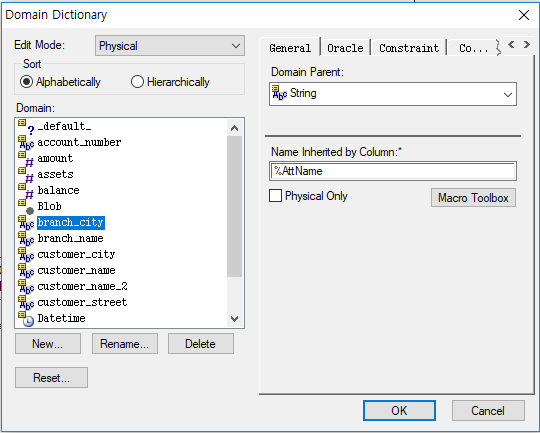 Domain Dictionary
Edit Mode:
Physical
Sort
Alphabetically
Hierarchically
Domain:
_default_
account_number
amount
assets
balance
Blob
branch_city
branch_name
customer_city
customer_name
customer_name_2
customer_street
Datetime
New...
Rename...
Delete
Reset...
General
Oracle
Constraint
Co...
Domain Parent:
String
Name Inherited by Column:*
%AttName
Physical Only
Macro Toolbox
OK
Cancel